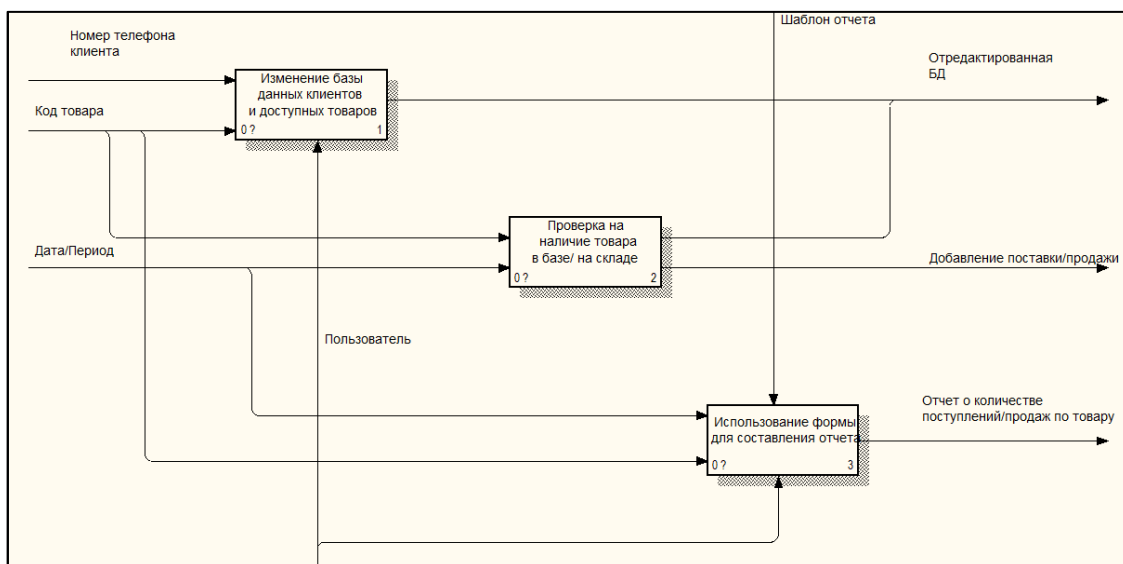 Шаблон отчета
Номер телефона
клиента
Отредактированная
БД
Изменение базы
данных клиентов
и доступных товаров
0 ?
1
Код товара
Проверка на
наличие товара
в базе/ на складе
0 ?
2
Дата/Период
Добавление поставки/продажи
Пользователь
Отчет о количестве
поступлений/продаж по товару
Использование формы
для составления отчета
0 ?
3